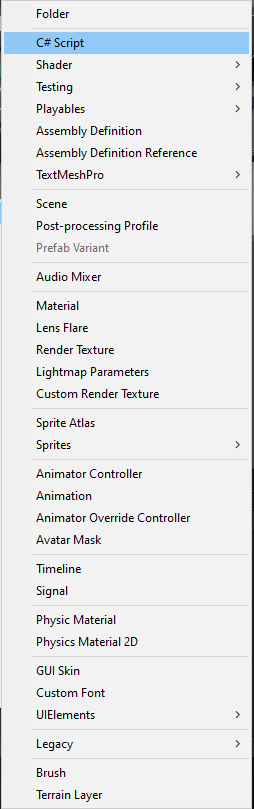 Folder
C# Script
Shader
Testing
Playables
Assembly Definition
Assembly Definition Reference
TextMeshPro
Scene
Post-processing Profile
Prefab Variant
Audio Mixer
Material
Lens Flare
Render Texture
Lightmap Parameters
Custom Render Texture
Sprite Atlas
Sprites
Animator Controller
Animation
Animator Override Controller
Avatar Mask
Timeline
Signal
Physic Material
Physics Material 2D
GUI Skin
Custom Font
UIElements
Legacy
Brush
Terrain Layer